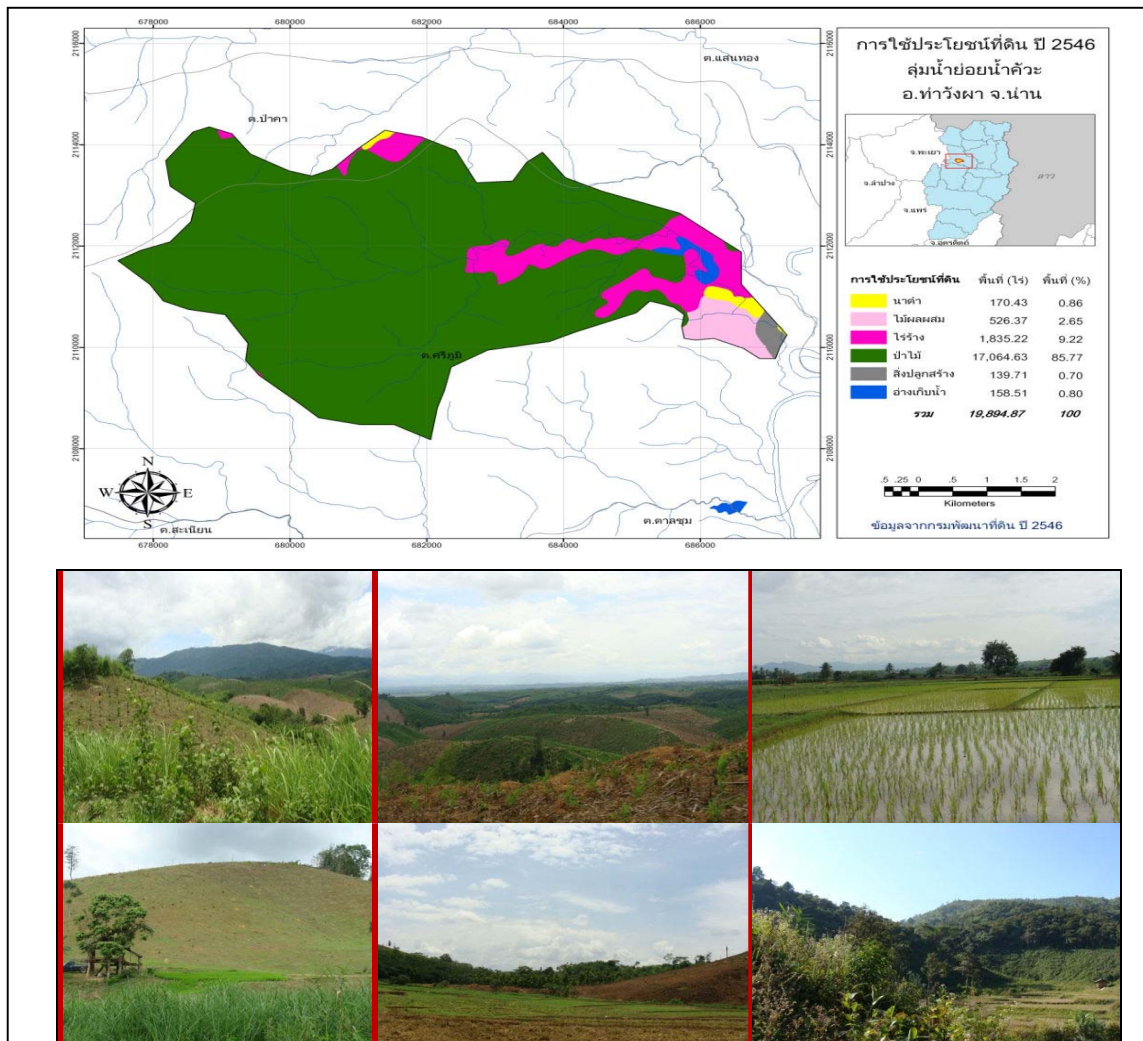 678000 680000 682000 684000 686000
2116000
2114000
2112000
2110000
2108000
2116000
2114000
2112000
2110000
2108000
ต.แสนทอง
ต.ป่าคา
ต.ศรีภูมิ
ต.ตาลชุม
ต.สะเนียน
N
W E
S
678000 680000 682000 684000 686000
การใช้ประโยชน์ที่ดิน ปี 2546
ลุ่มน้ำย่อยน้ำคัวะ
อ.ท่าวังผา จ.น่าน
จ.พะเยา
ลาว
จ.ลำปาง
จ.แพร่
จ.อุตรดิตถ์
การใช้ประโยชน์ที่ดิน พื้นที่ (ไร่) พื้นที่ (%)
นาดำ 170.43 0.86
ไม้ผลผสม 526.37 2.65
ไร่ร้าง 1,835.22 9.22
ป่าไม้ 17,064.63 85.77
สิ่งปลูกสร้าง 139.71 0.70
อ่างเก็บน้ำ 158.51 0.80
รวม 19,894.87 100
.5 .25 0 .5 1 1.5 2
Kilometers
ข้อมูลจากกรมพัฒนาที่ดิน ปี 2546